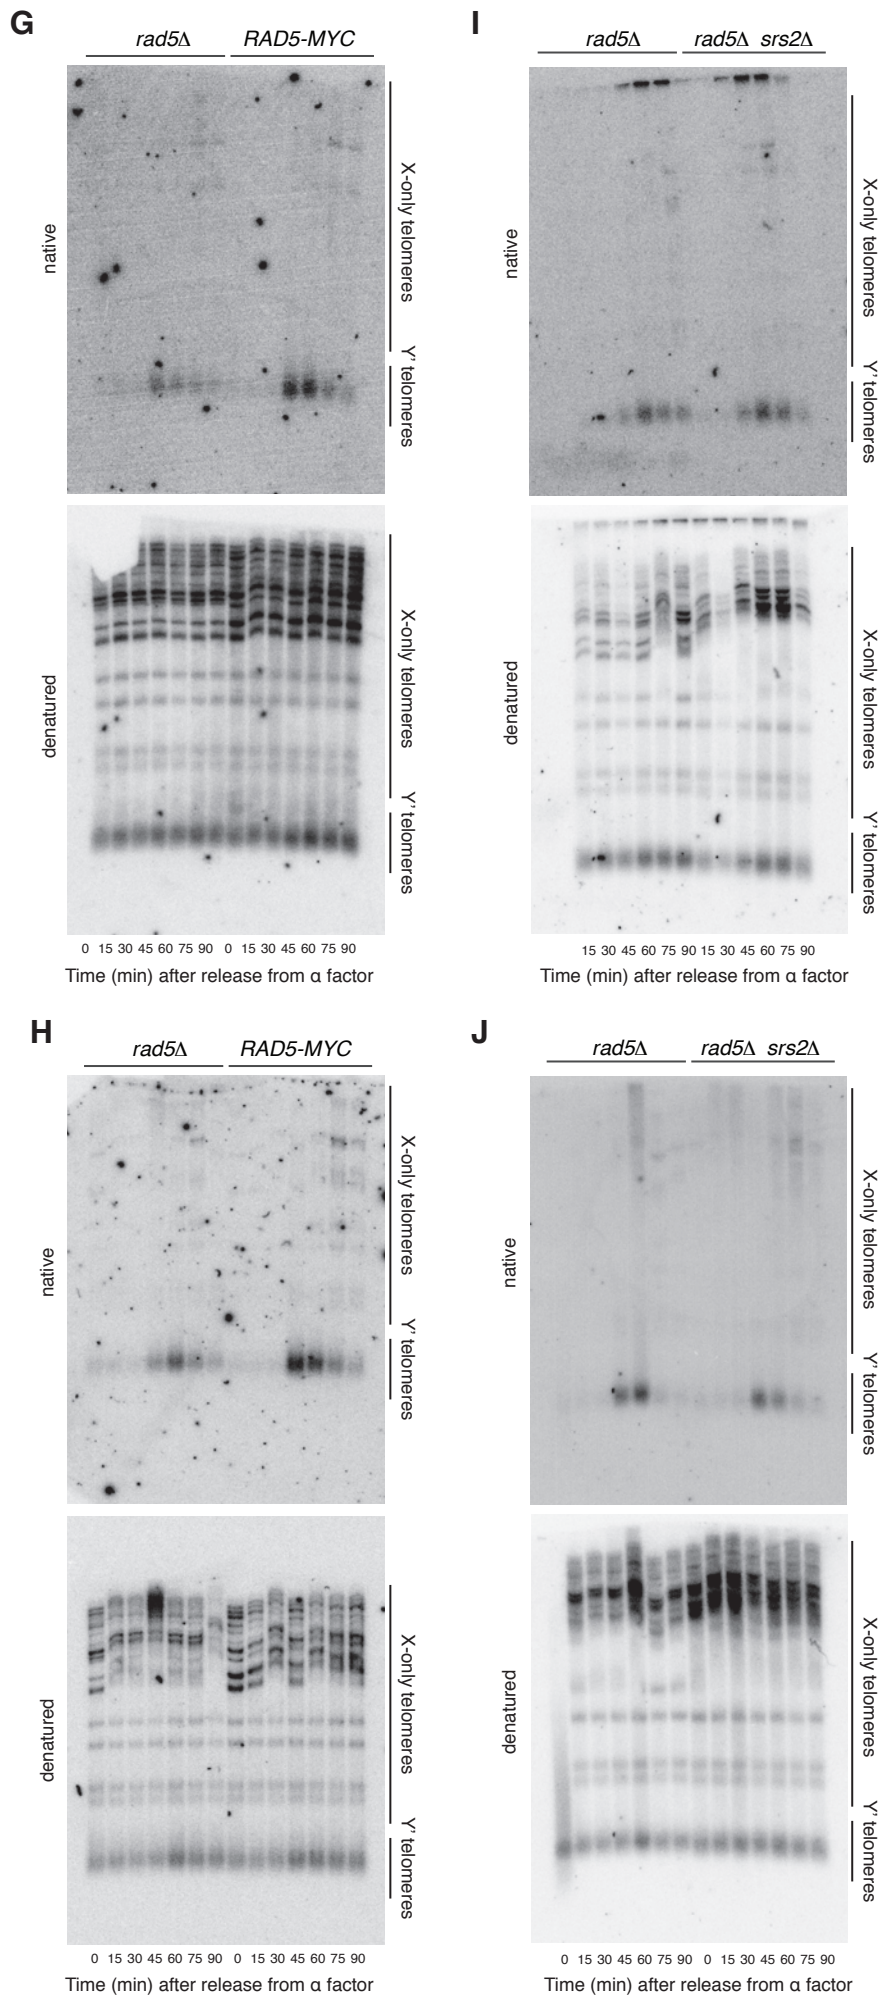 G
rad5Δ RAD5-MYC
native
X-only telomeres
Y' telomeres
denatured
X-only telomeres
Y' telomeres
0 15 30 45 60 75 90 0 15 30 45 60 75 90
Time (min) after release from α factor
I
rad5Δ rad5Δ srs2Δ
native
X-only telomeres
Y' telomeres
denatured
X-only telomeres
Y' telomeres
15 30 45 60 75 90 15 30 45 60 75 90
Time (min) after release from α factor
H
rad5Δ RAD5-MYC
native
X-only telomeres
Y' telomeres
denatured
X-only telomeres
Y' telomeres
0 15 30 45 60 75 90 0 15 30 45 60 75 90
Time (min) after release from α factor
J
rad5Δ rad5Δ srs2Δ
native
X-only telomeres
Y' telomeres
denatured
X-only telomeres
Y' telomeres
0 15 30 45 60 75 90 0 15 30 45 60 75 90
Time (min) after release from α factor